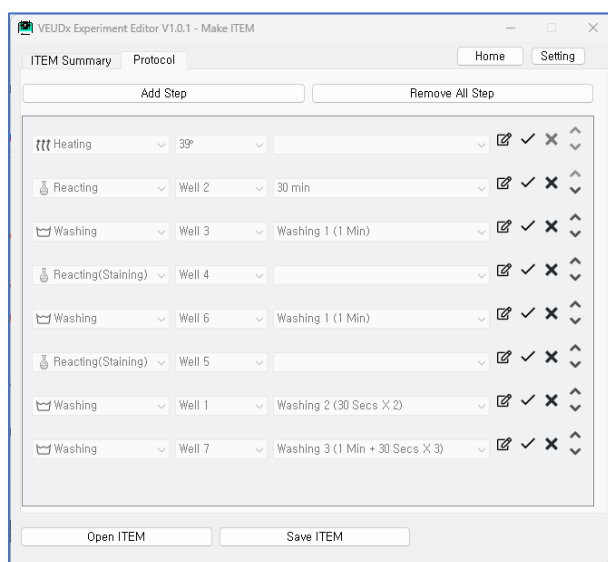 VEUDx Experiment Editor V1.0.1 - Make ITEM
ITEM Summary Protocol Home Setting
Add Step Remove All Step
Heating 39º
Reacting Well 2 30 min
Washing Well 3 Washing 1 (1 Min)
Reacting(Staining) Well 4
Washing Well 6 Washing 1 (1 Min)
Reacting(Staining) Well 5
Washing Well 1 Washing 2 (30 Secs X 2)
Washing Well 7 Washing 3 (1 Min + 30 Secs X 3)
Open ITEM Save ITEM